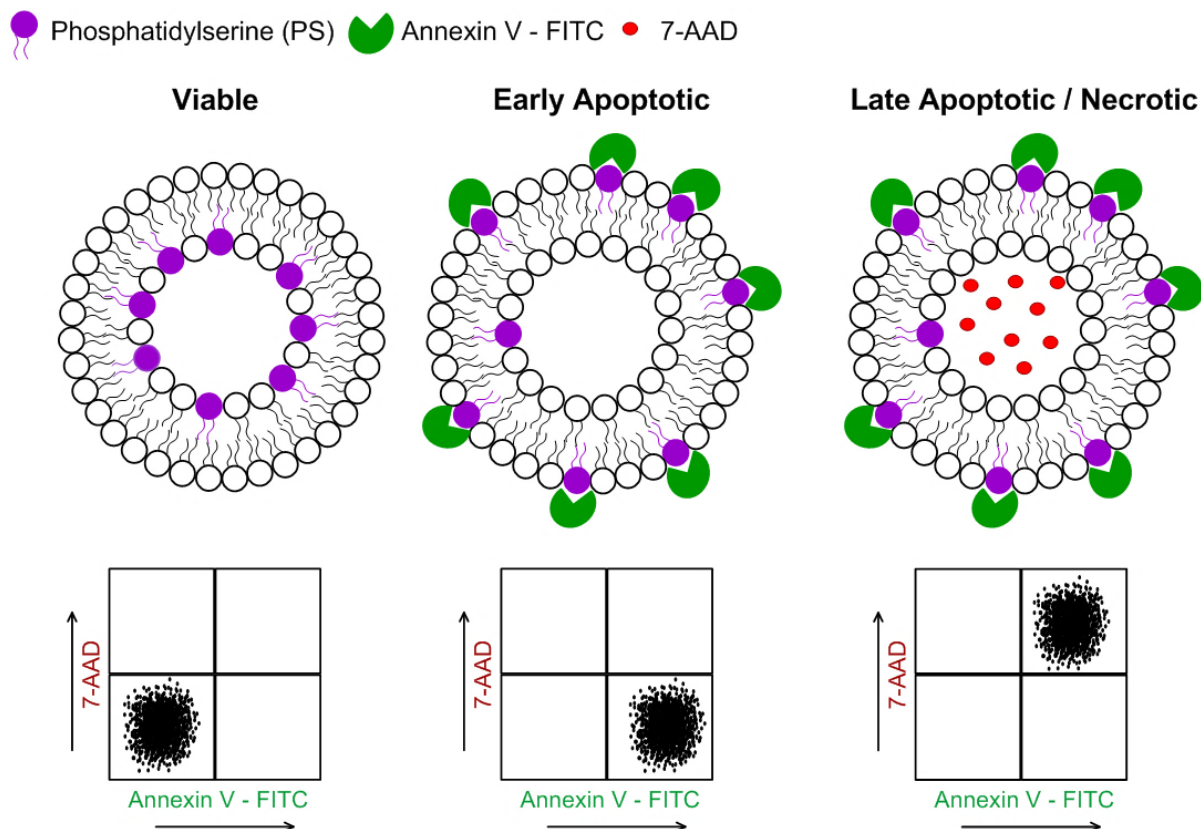 Phosphatidylserine (PS) Annexin V - FITC 7-AAD
Viable Early Apoptotic Late Apoptotic / Necrotic
7-AAD 7-AAD 7-AAD
Annexin V - FITC Annexin V - FITC Annexin V - FITC